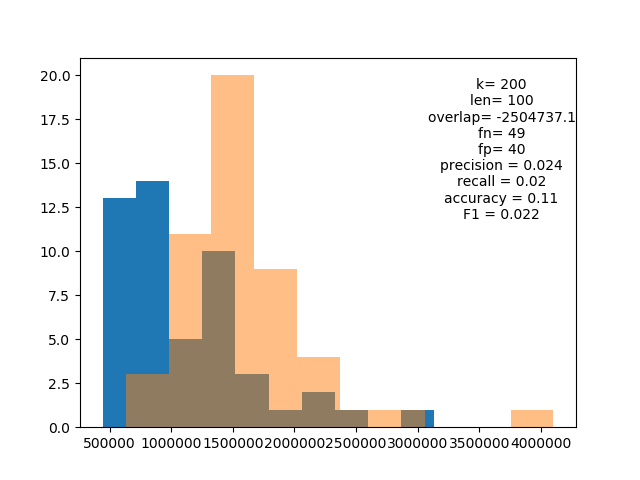 20.0
17.5
15.0
12.5
10.0
7.5
5.0
2.5
0.0
k= 200
len= 100
overlap= -2504737.1
fn= 49
fp= 40
precision = 0.024
recall = 0.02
accuracy = 0.11
F1 = 0.022
500000 1000000 1500000 2000000 2500000 3000000 3500000 4000000